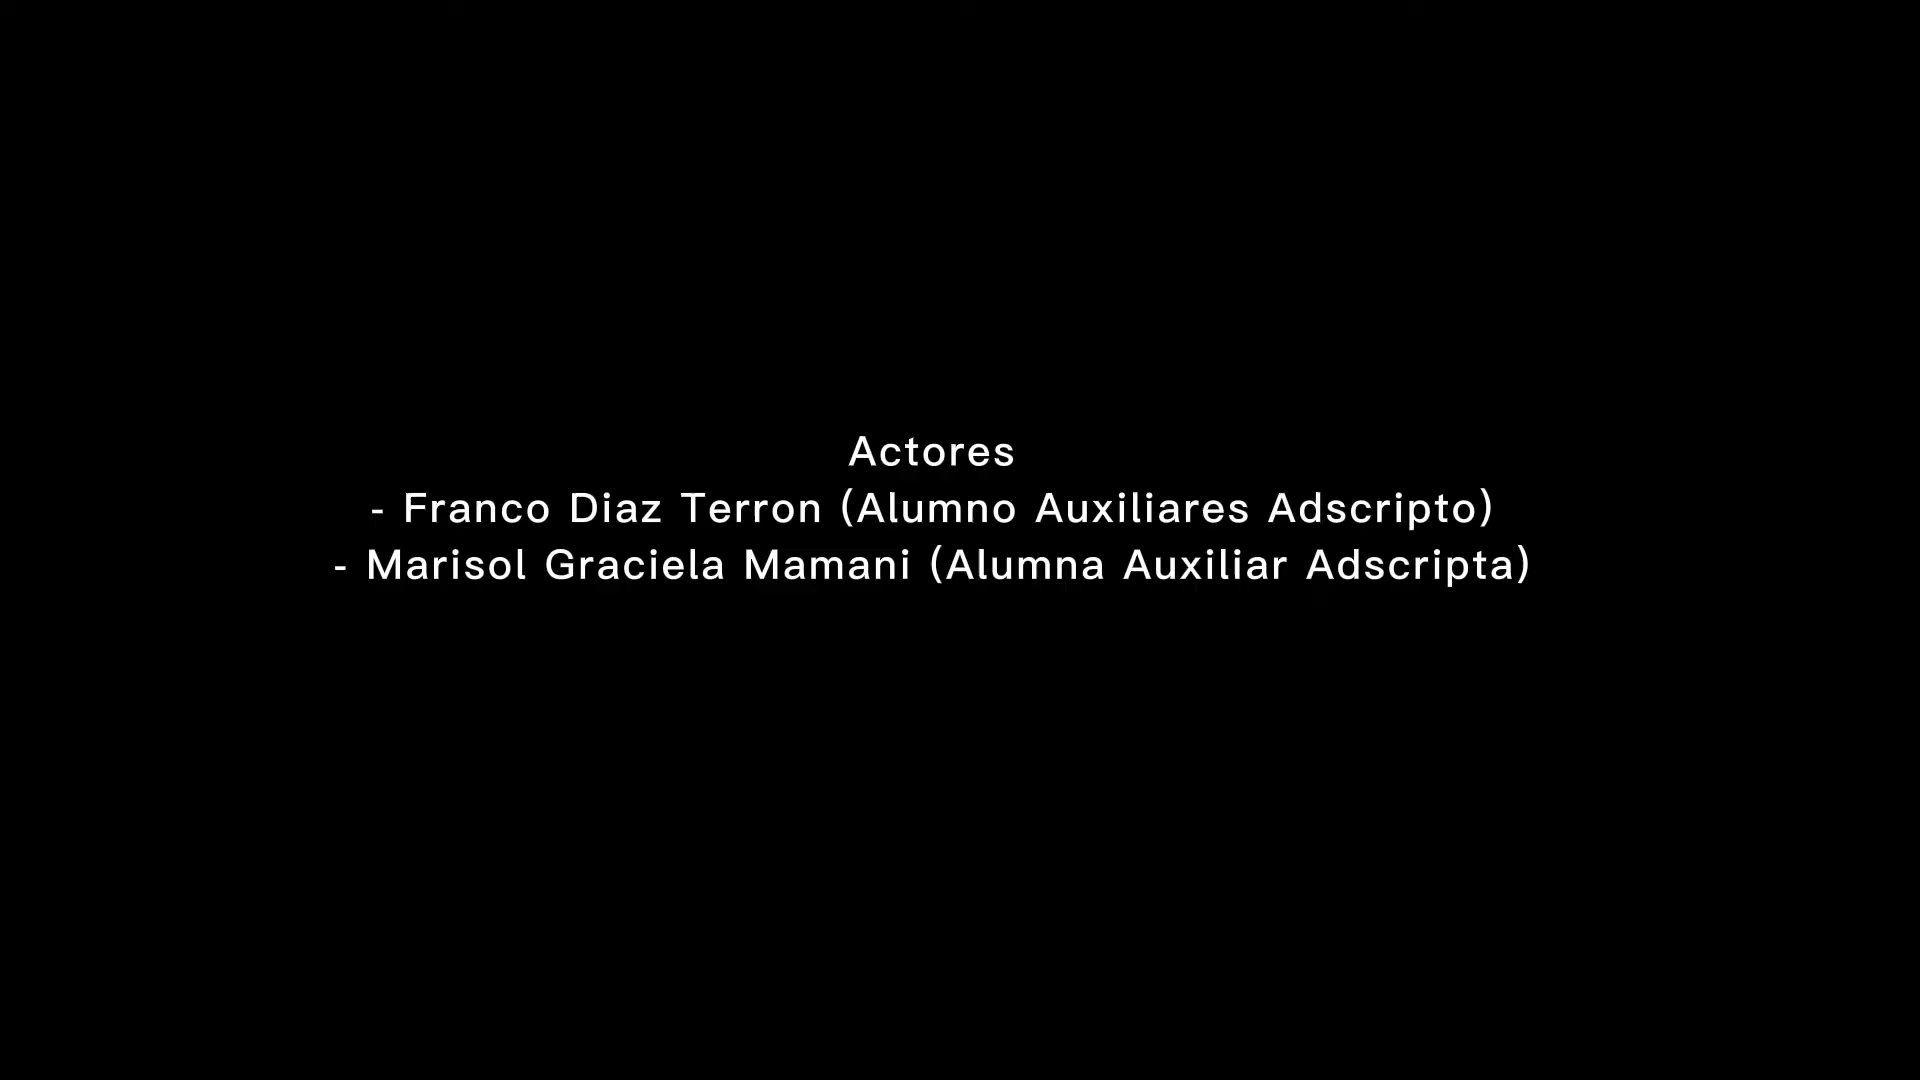 Actores
- Franco Diaz Terron (Alumno Auxiliares Adscripto)
- Marisol Graciela Mamani (Alumna Auxiliar Adscripta)